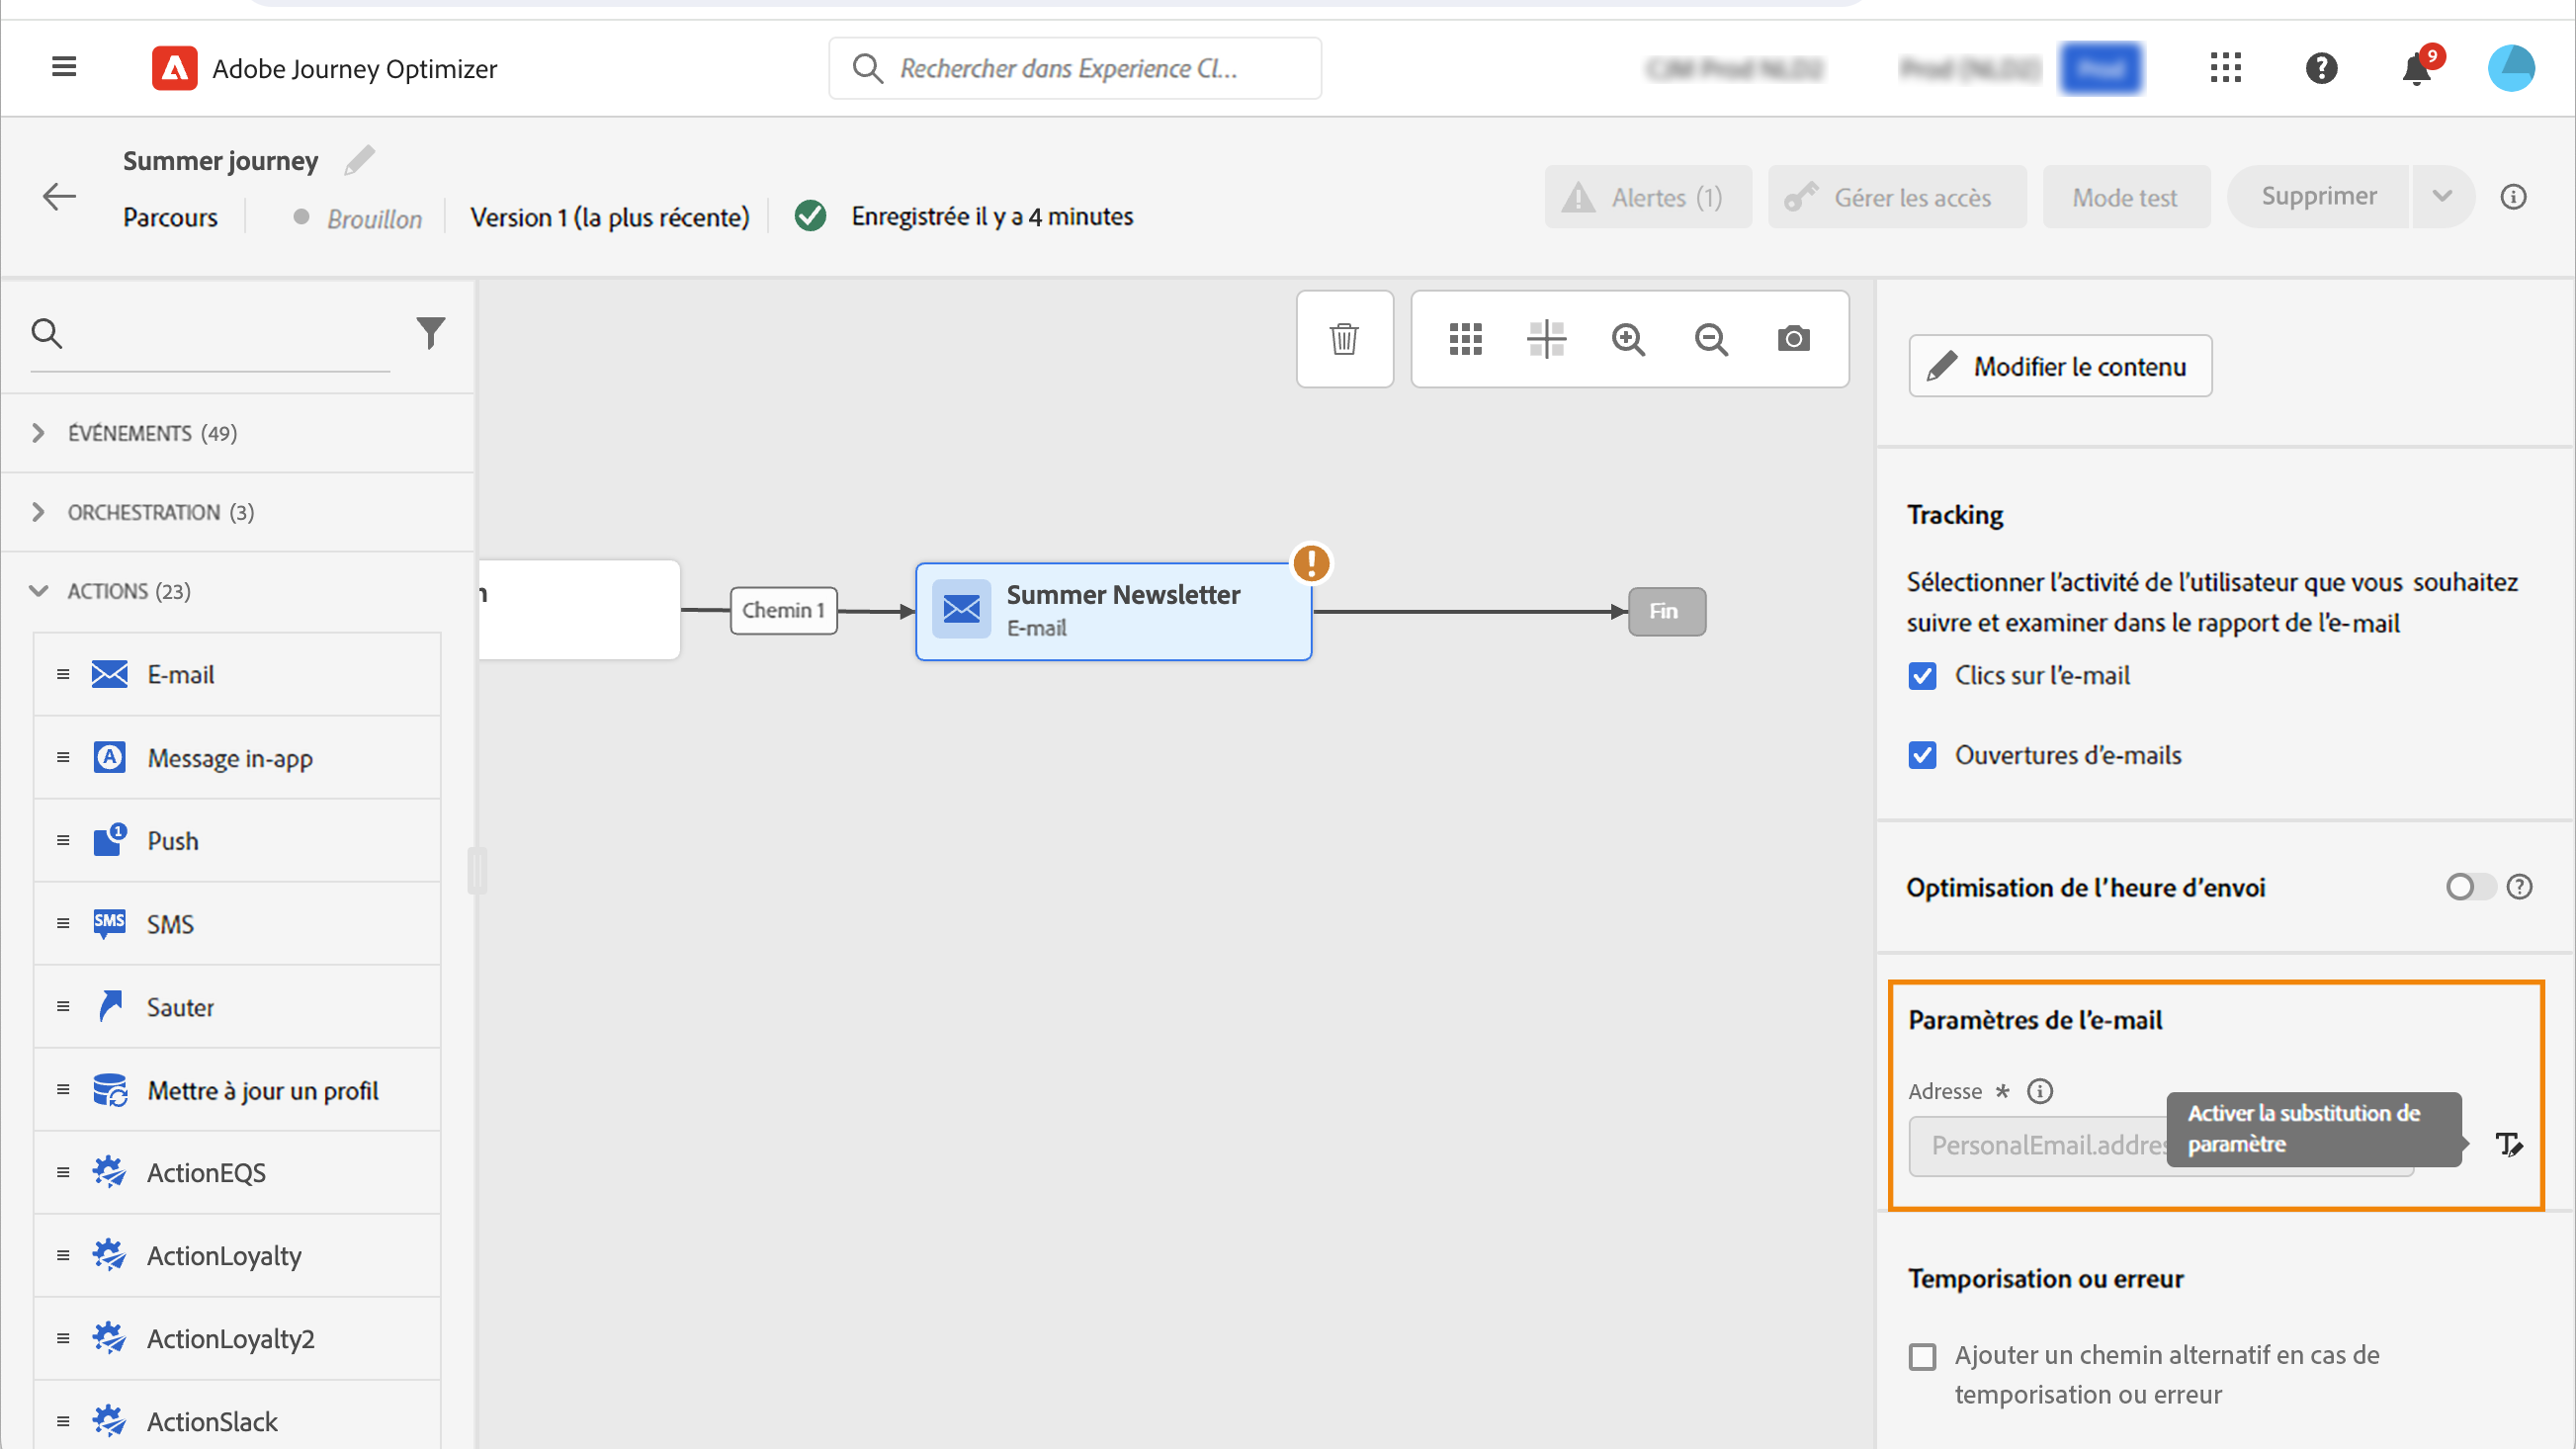 Adobe Journey Optimizer
Rechercher dans Experience Cl...
9
Summer journey
Parcours
Brouillon
Version 1 (la plus récente)
Enregistrée il y a 4 minutes
Alertes (1)
Gérer les accès
Mode test
Supprimer
ÉVÉNEMENTS (49)
ORCHESTRATION (3)
ACTIONS (23)
E-mail
Message in-app
Push
SMS
SMS
Sauter
Mettre à jour un profil
ActionEQS
ActionLoyalty
ActionLoyalty2
ActionSlack
Chemin 1
Summer Newsletter
E-mail
Fin
Modifier le contenu
Tracking
Sélectionner l'activité de l'utilisateur que vous souhaitez
suivre et examiner dans le rapport de l'e-mail
Clics sur l'e-mail
Ouvertures d'e-mails
Optimisation de l'heure d'envoi
Paramètres de l'e-mail
Adresse *
PersonalEmail.addres
Activer la substitution de
paramètre
Temporisation ou erreur
Ajouter un chemin alternatif en cas de
temporisation ou erreur